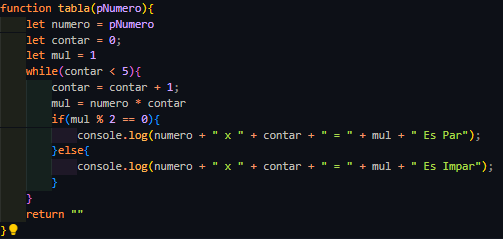 function tabla(pNumero){
    let numero = pNumero
    let contar = 0;
    let mul = 1
    while(contar < 5){
        contar = contar + 1;
        mul = numero * contar
        if(mul % 2 == 0){
            console.log(numero + " x " + contar + " = " + mul + " Es Par");
        }else{
            console.log(numero + " x " + contar + " = " + mul + " Es Impar");
        }
    }
    return ""
}